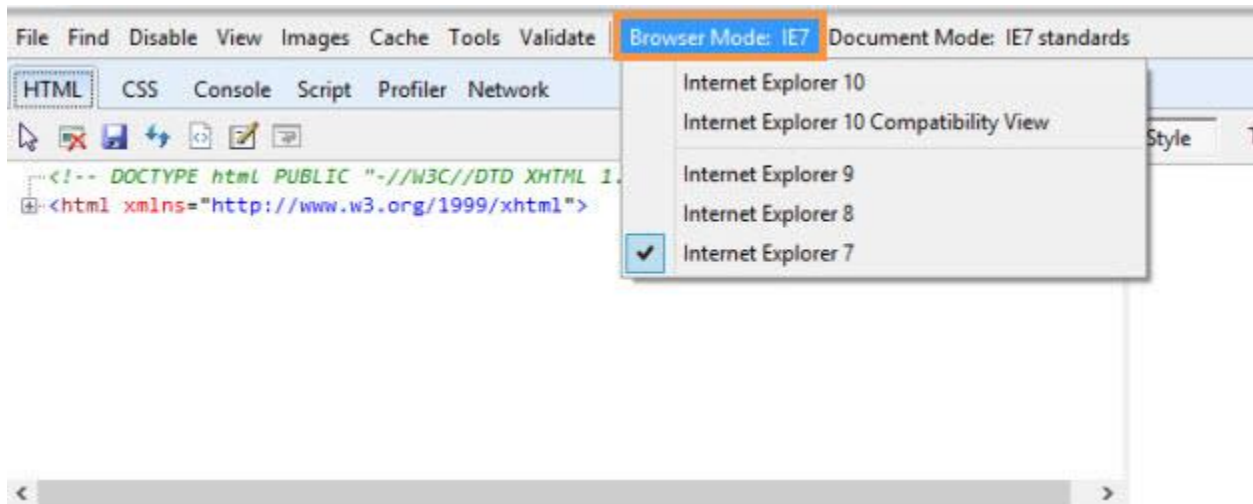 File Find Disable View Images Cache Tools Validate Browser Mode: IE7 Document Mode: IE7 standards
HTML CSS Console Script Profiler Network
Internet Explorer 10
Internet Explorer 10 Compatibility View
Style
Internet Explorer 9
Internet Explorer 8
Internet Explorer 7
<!-- DOCTYPE html PUBLIC "-//W3C//DTD XHTML 1.
<html xmlns="http://www.w3.org/1999/xhtml">